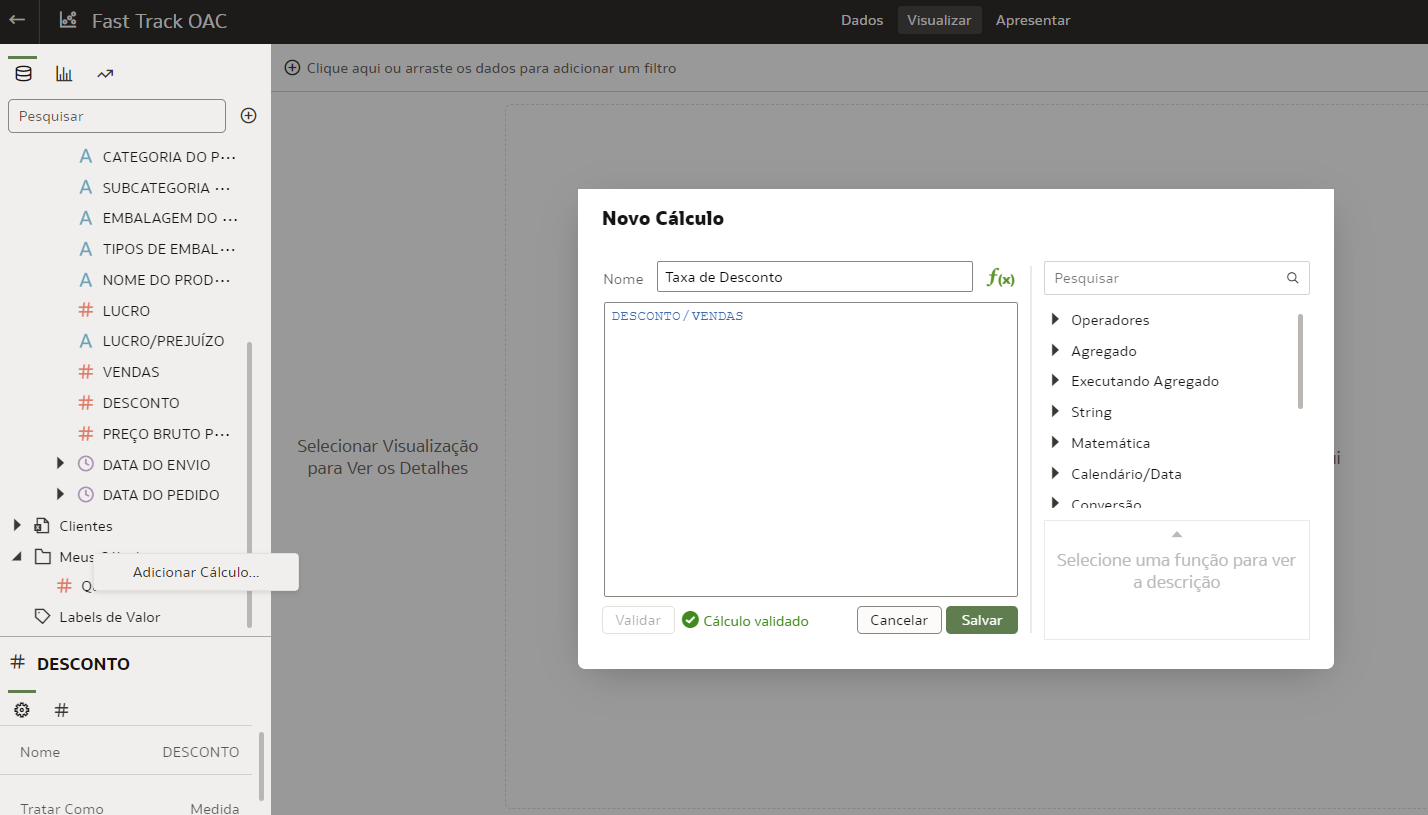 Fast Track OAC
Dados
Visualizar
Apresentar
Clique aqui ou arraste os dados para adicionar um filtro
Pesquisar
A CATEGORIA DO P···
A SUBCATEGORIA ···
A EMBALAGEM DO ···
A TIPOS DE EMBAL···
A NOME DO PROD···
# LUCRO
A LUCRO/PREJUÍZO
# VENDAS
# DESCONTO
# PREÇO BRUTO P···
DATA DO ENVIO
DATA DO PEDIDO
Clientes
Meus
Adicionar Cálculo...
#
Labels de Valor
# DESCONTO
#
Nome DESCONTO
Tratar Como Medida
Selecionar Visualização
para Ver os Detalhes
Novo Cálculo
Nome Taxa de Desconto
f(x)
DESCONTO/VENDAS
Validar
Cálculo validado
Cancelar
Salvar
Pesquisar
Operadores
Agregado
Executando Agregado
String
Matemática
Calendário/Data
Conversão
Selecione uma função para ver
a descrição